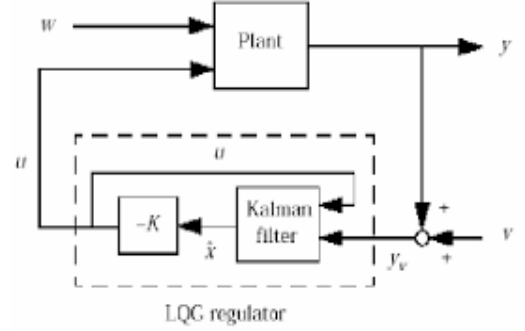 w
Plant
y
u
u
Kalman
filter
–K
x̂
+
v
y_v
+
LQG regulator